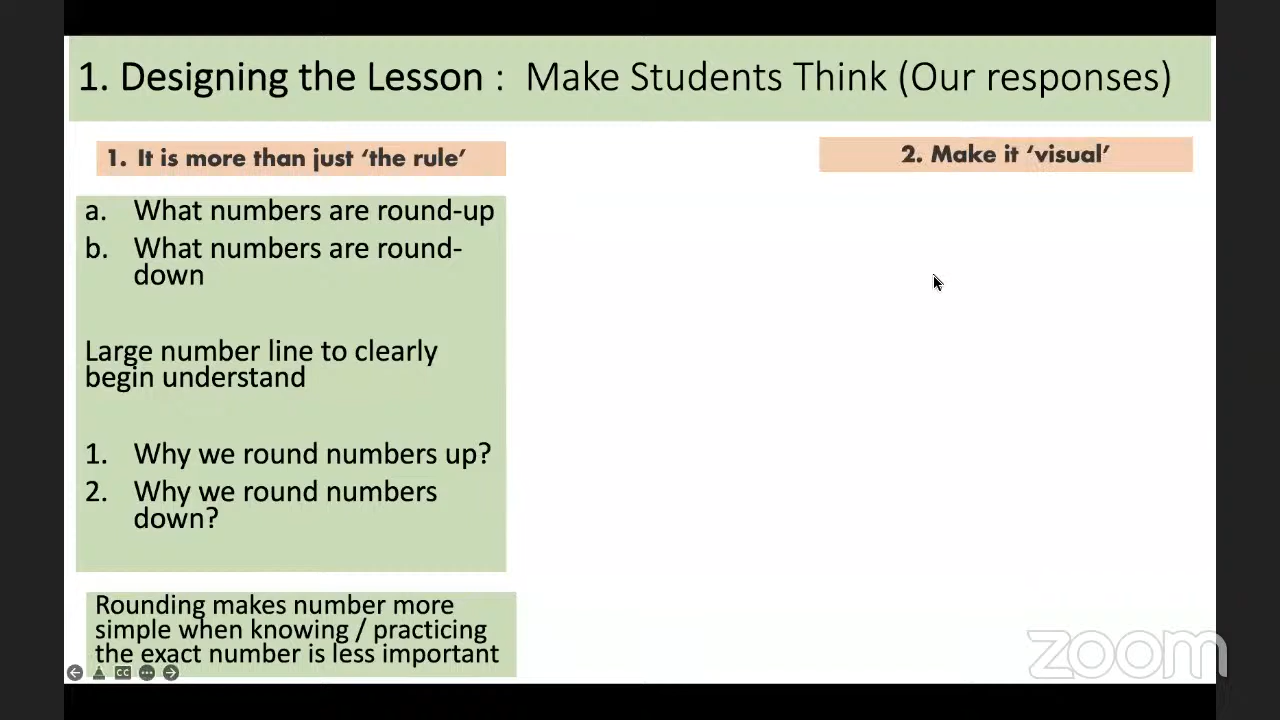 1. Designing the Lesson :  Make Students Think (Our responses)
1. It is more than just ‘the rule’
2. Make it ‘visual’
a. What numbers are round-up
b. What numbers are round-
down
Large number line to clearly
begin understand
1. Why we round numbers up?
2. Why we round numbers
down?
Rounding makes number more
simple when knowing / practicing
the exact number is less important
CC
zoom